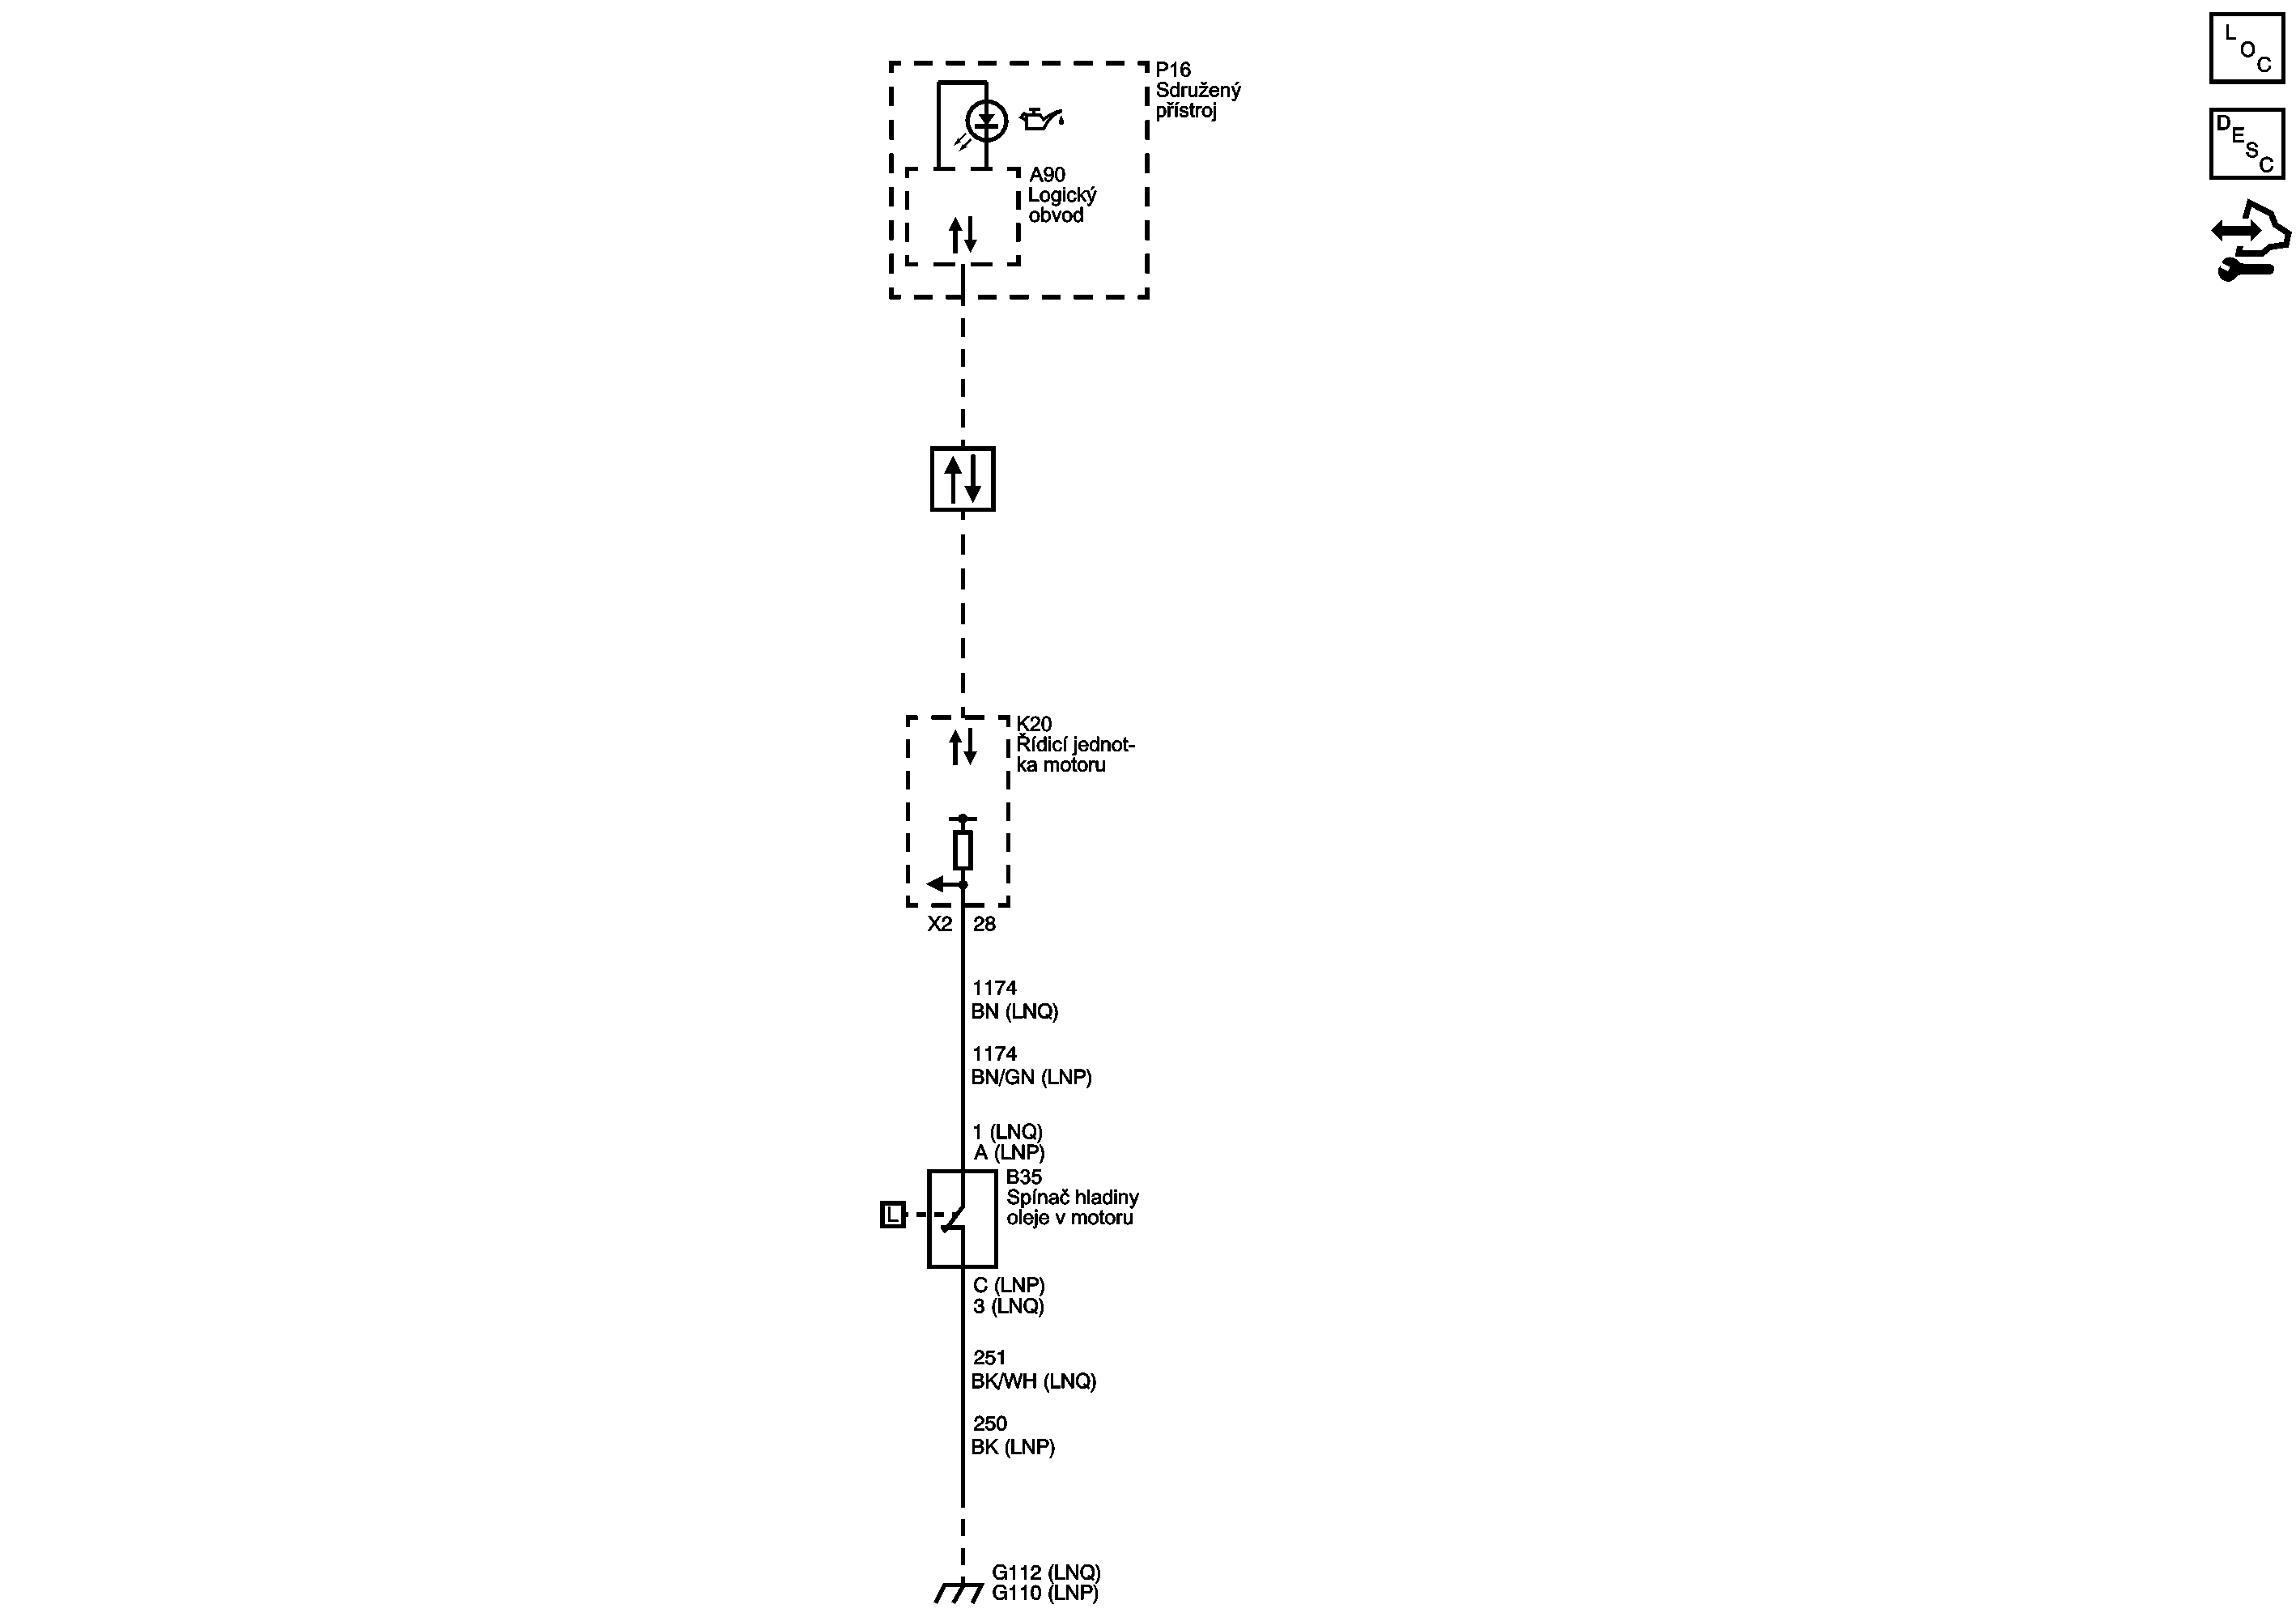 L
O
C
D
E
S
C
P16
Sdružený
přístroj
A90
Logický
obvod
K20
Řídicí jednot-
ka motoru
X2 28
1174
BN (LNQ)
1174
BN/GN (LNP)
1 (LNQ)
A (LNP)
B35
Spínač hladiny
oleje v motoru
L
C (LNP)
3 (LNQ)
251
BK/WH (LNQ)
250
BK (LNP)
G112 (LNQ)
G110 (LNP)